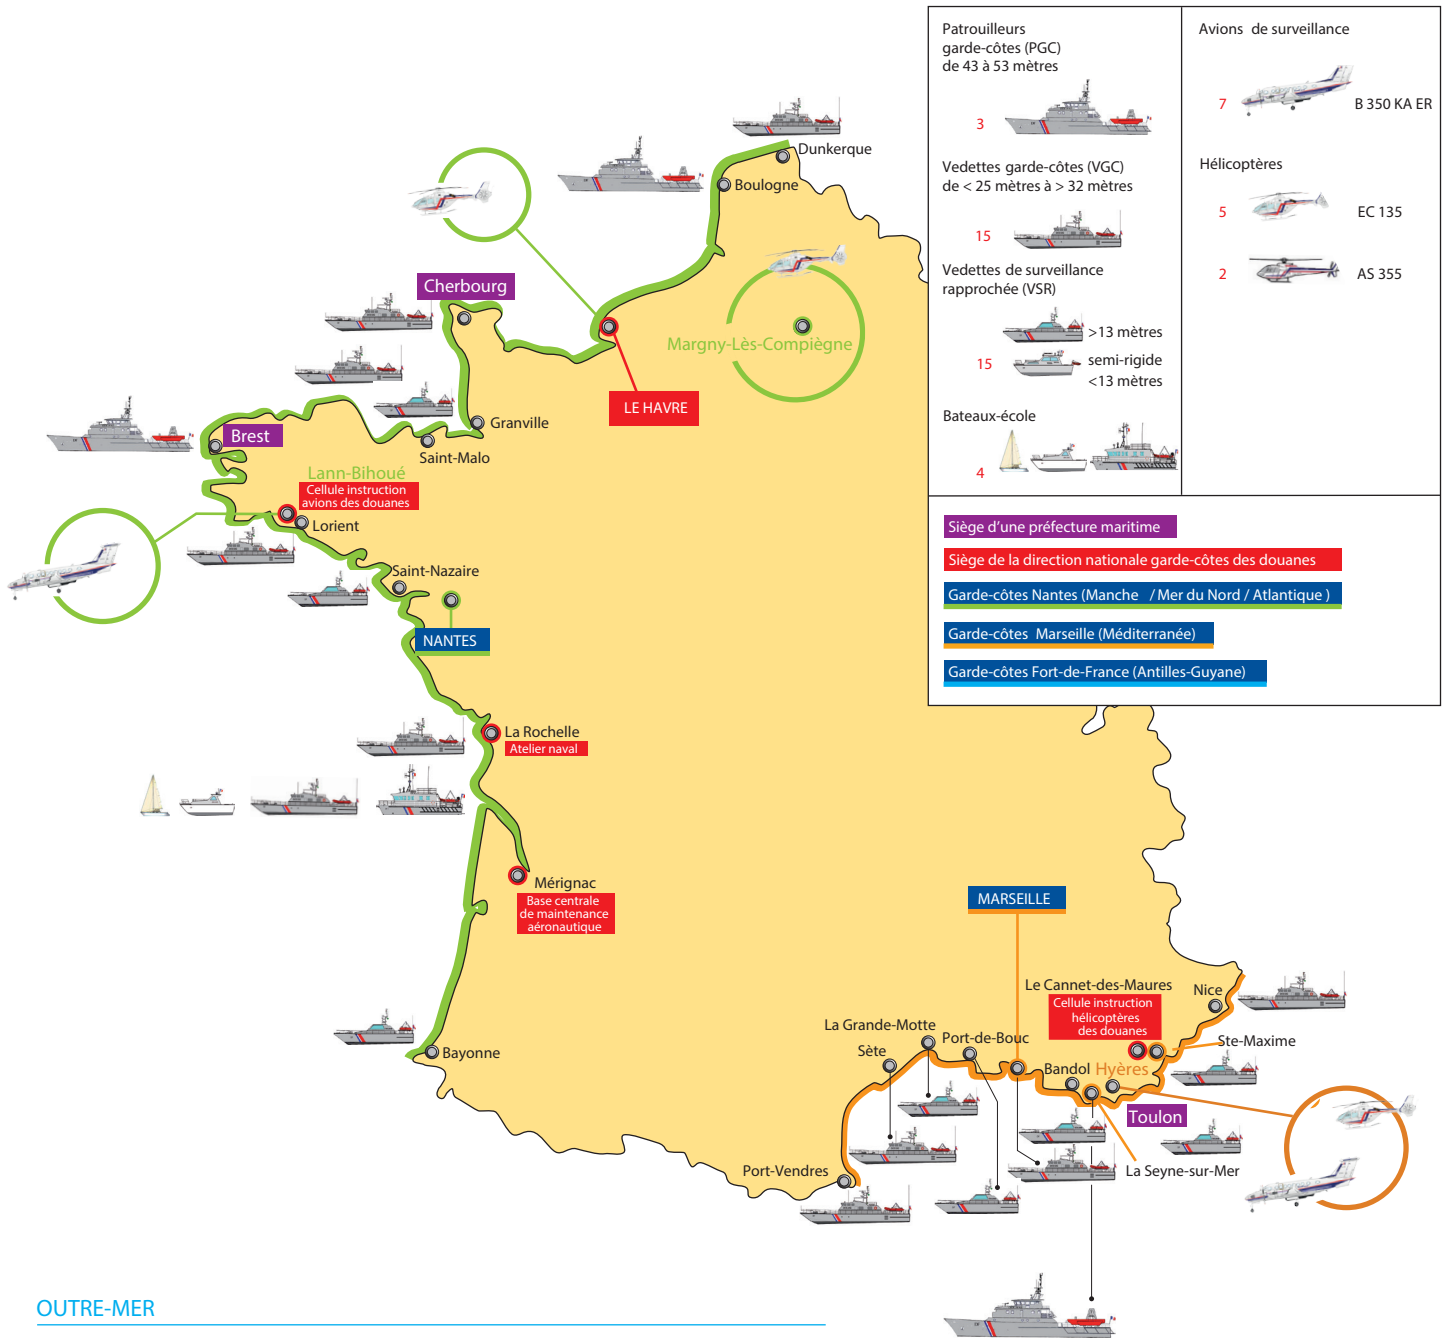 Patrouilleurs
garde-côtes (PGC)
de 43 à 53 mètres
3
Vedettes garde-côtes (VGC)
de < 25 mètres à > 32 mètres
15
Vedettes de surveillance
rapprochée (VSR)
>13 mètres
15
semi-rigide
<13 mètres
Bateaux-école
4
Avions de surveillance
7
B 350 KA ER
Hélicoptères
5
EC 135
2
AS 355
Siège d'une préfecture maritime
Siège de la direction nationale garde-côtes des douanes
Garde-côtes Nantes (Manche / Mer du Nord / Atlantique )
Garde-côtes Marseille (Méditerranée)
Garde-côtes Fort-de-France (Antilles-Guyane)
Dunkerque
Boulogne
Cherbourg
Margny-Lès-Compiègne
LE HAVRE
Granville
Saint-Malo
Brest
Lann-Bihoué
Cellule instruction
avions des douanes
Lorient
Saint-Nazaire
NANTES
La Rochelle
Atelier naval
Mérignac
Base centrale
de maintenance
aéronautique
Bayonne
MARSEILLE
Le Cannet-des-Maures
Cellule instruction
hélicoptères
des douanes
Nice
La Grande-Motte
Sète
Port-de-Bouc
Ste-Maxime
Bandol
Hyères
Toulon
Port-Vendres
La Seyne-sur-Mer
OUTRE-MER